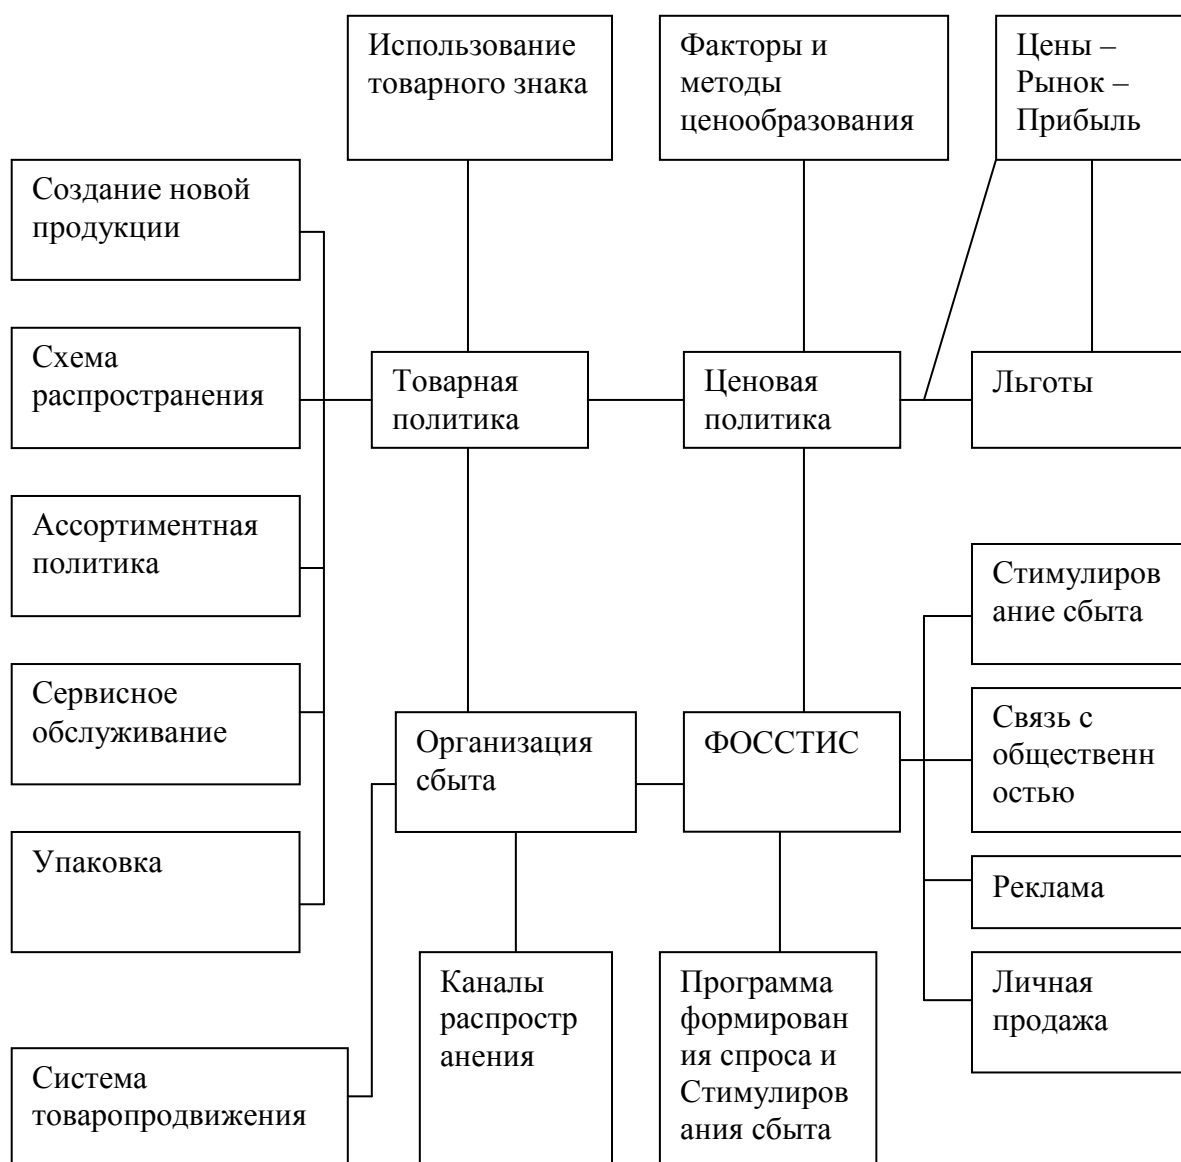 Использование
товарного знака
Факторы и
методы
ценообразования
Цены –
Рынок –
Прибыль
Создание новой
продукции
Схема
распространения
Товарная
политика
Ценовая
политика
Льготы
Ассортиментная
политика
Стимулиров
ание сбыта
Сервисное
обслуживание
Организация
сбыта
ФОССТИС
Связь с
общественн
остью
Упаковка
Реклама
Каналы
распростр
анения
Программа
формирован
ия спроса и
Стимулиров
ания сбыта
Личная
продажа
Система
товаропродвижения